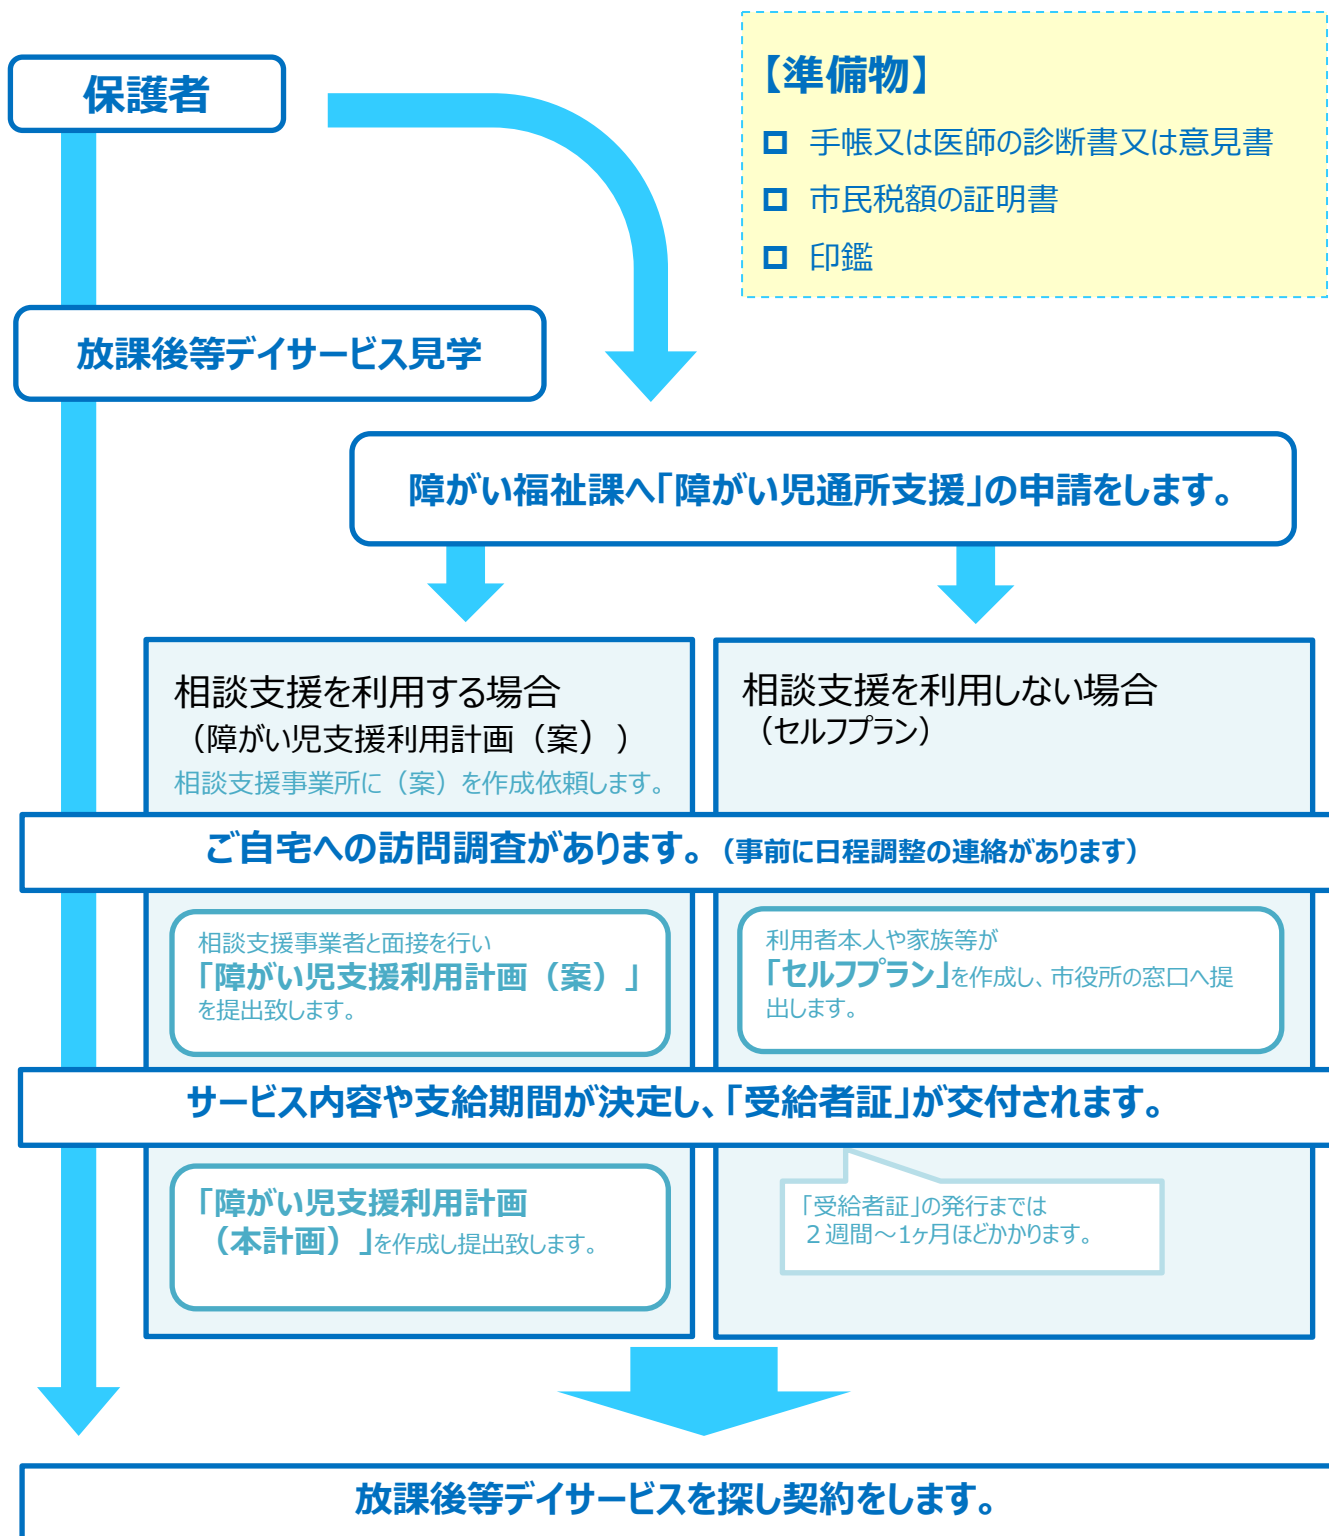 保護者
【準備物】
手帳又は医師の診断書又は意見書
市民税額の証明書
印鑑
放課後等デイサービス見学
障がい福祉課へ「障がい児通所支援」の申請をします。
相談支援を利用する場合
（障がい児支援利用計画（案））
相談支援事業所に（案）を作成依頼します。
相談支援を利用しない場合
（セルフプラン）
ご自宅への訪問調査があります。（事前に日程調整の連絡があります）
相談支援事業者と面接を行い
「障がい児支援利用計画（案）」
を提出致します。
利用者本人や家族等が
「セルフプラン」を作成し、市役所の窓口へ提
出します。
サービス内容や支給期間が決定し、「受給者証」が交付されます。
「障がい児支援利用計画
（本計画）」を作成し提出致します。
「受給者証」の発行までは
２週間～1ヶ月ほどかかります。
放課後等デイサービスを探し契約をします。